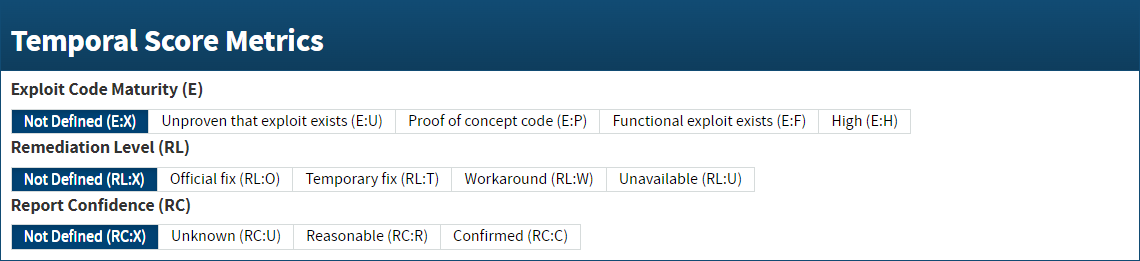 Temporal Score Metrics
Exploit Code Maturity (E)
Not Defined (E:X) Unproven that exploit exists (E:U) Proof of concept code (E:P) Functional exploit exists (E:F) High (E:H)
Remediation Level (RL)
Not Defined (RL:X) Official fix (RL:O) Temporary fix (RL:T) Workaround (RL:W) Unavailable (RL:U)
Report Confidence (RC)
Not Defined (RC:X) Unknown (RC:U) Reasonable (RC:R) Confirmed (RC:C)